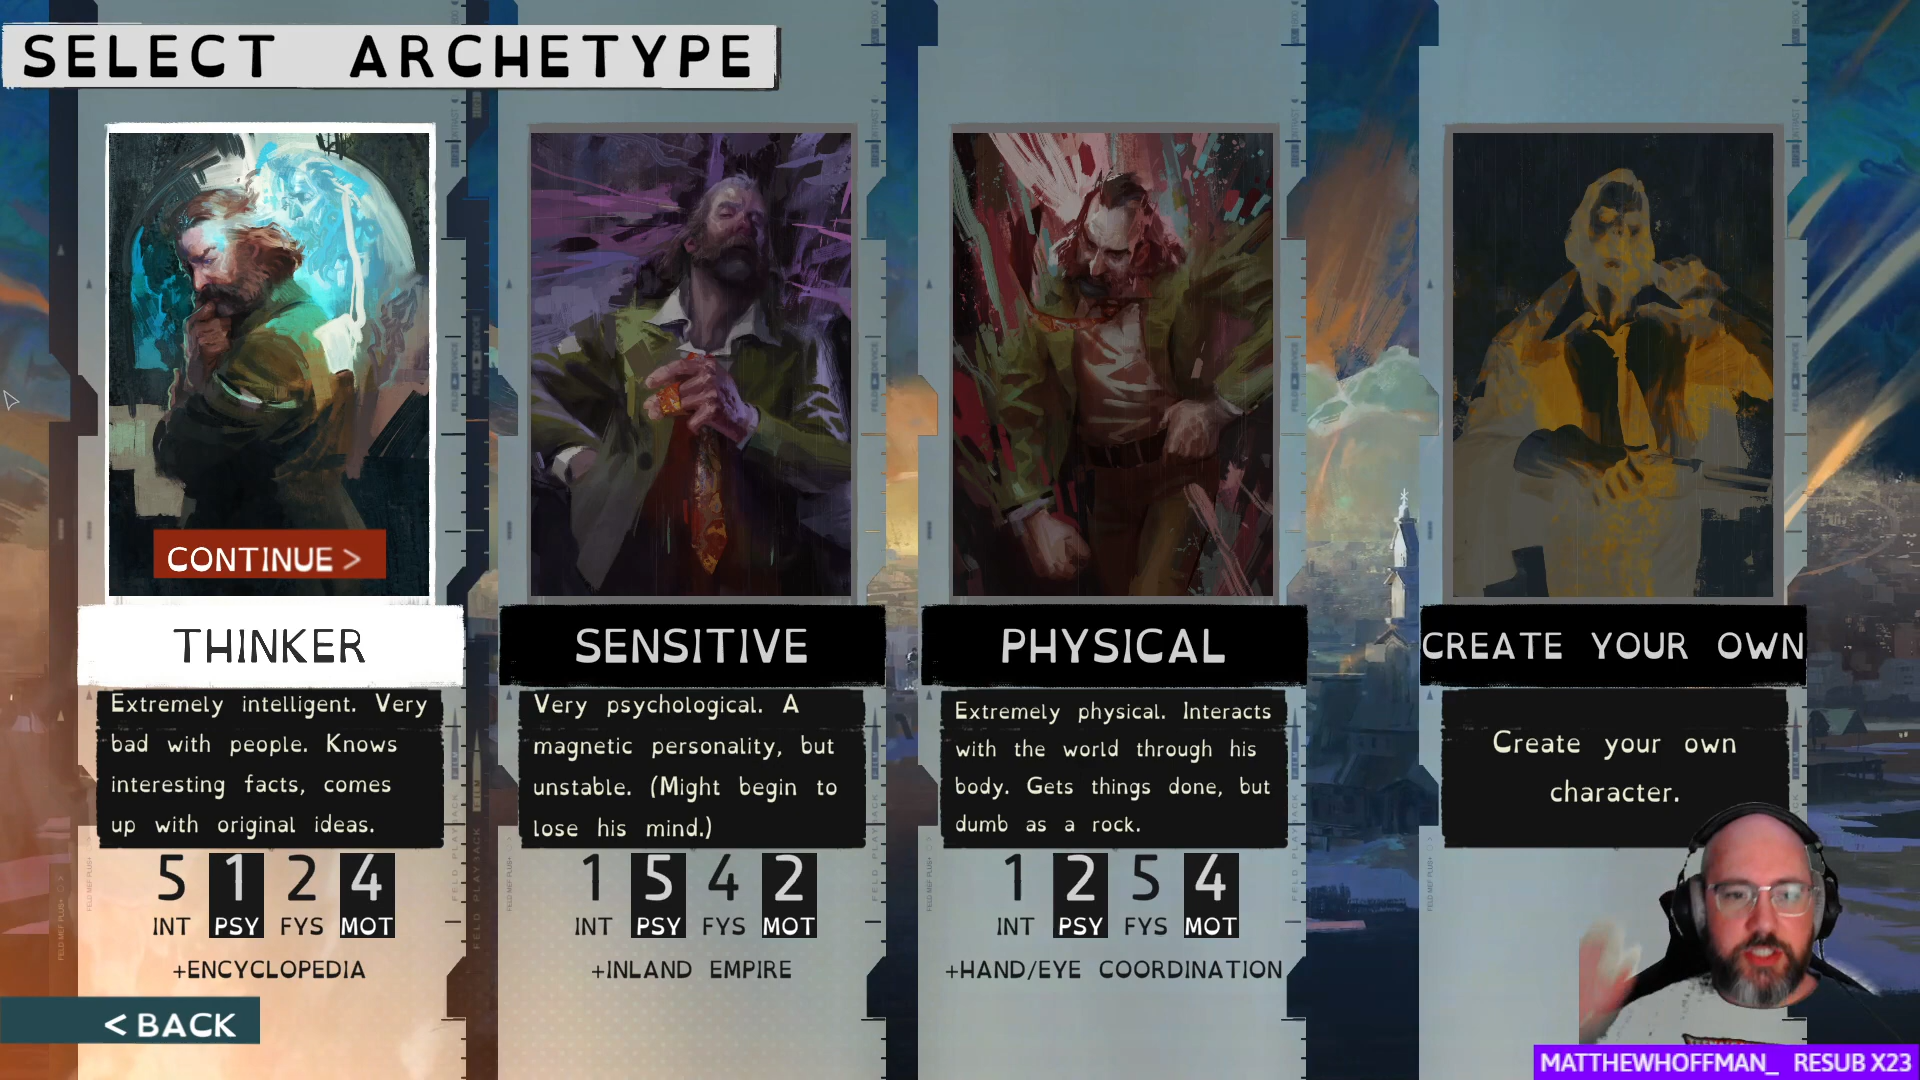 SELECT ARCHETYPE
CONTINUE >
THINKER
Extremely intelligent. Very
bad with people. Knows
interesting facts, comes
up with original ideas.
5 1 2 4
INT PSY FYS MOT
+ENCYCLOPEDIA
SENSITIVE
Very psychological. A
magnetic personality, but
unstable. (Might begin to
lose his mind.)
1 5 4 2
INT PSY FYS MOT
+INLAND EMPIRE
PHYSICAL
Extremely physical. Interacts
with the world through his
body. Gets things done, but
dumb as a rock.
1 2 5 4
INT PSY FYS MOT
+HAND/EYE COORDINATION
CREATE YOUR OWN
Create your own
character.
< BACK
MATTHEWHOFFMAN_ RESUB X23